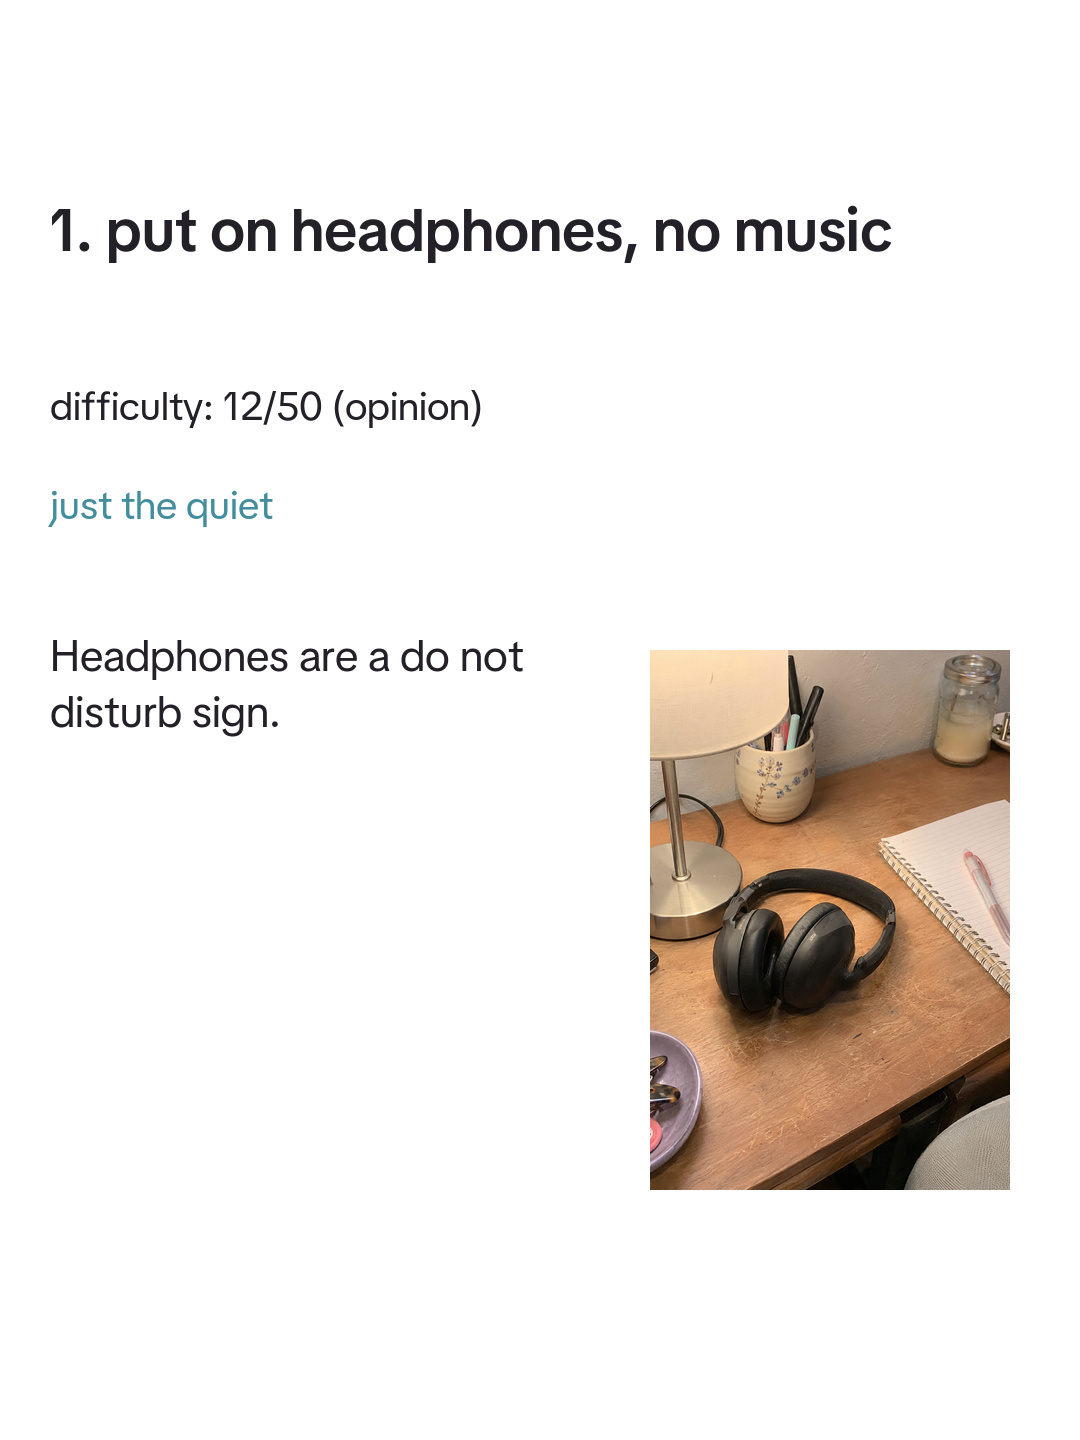 1. put on headphones, no music
difficulty: 12/50 (opinion)
just the quiet
Headphones are a do not
disturb sign.